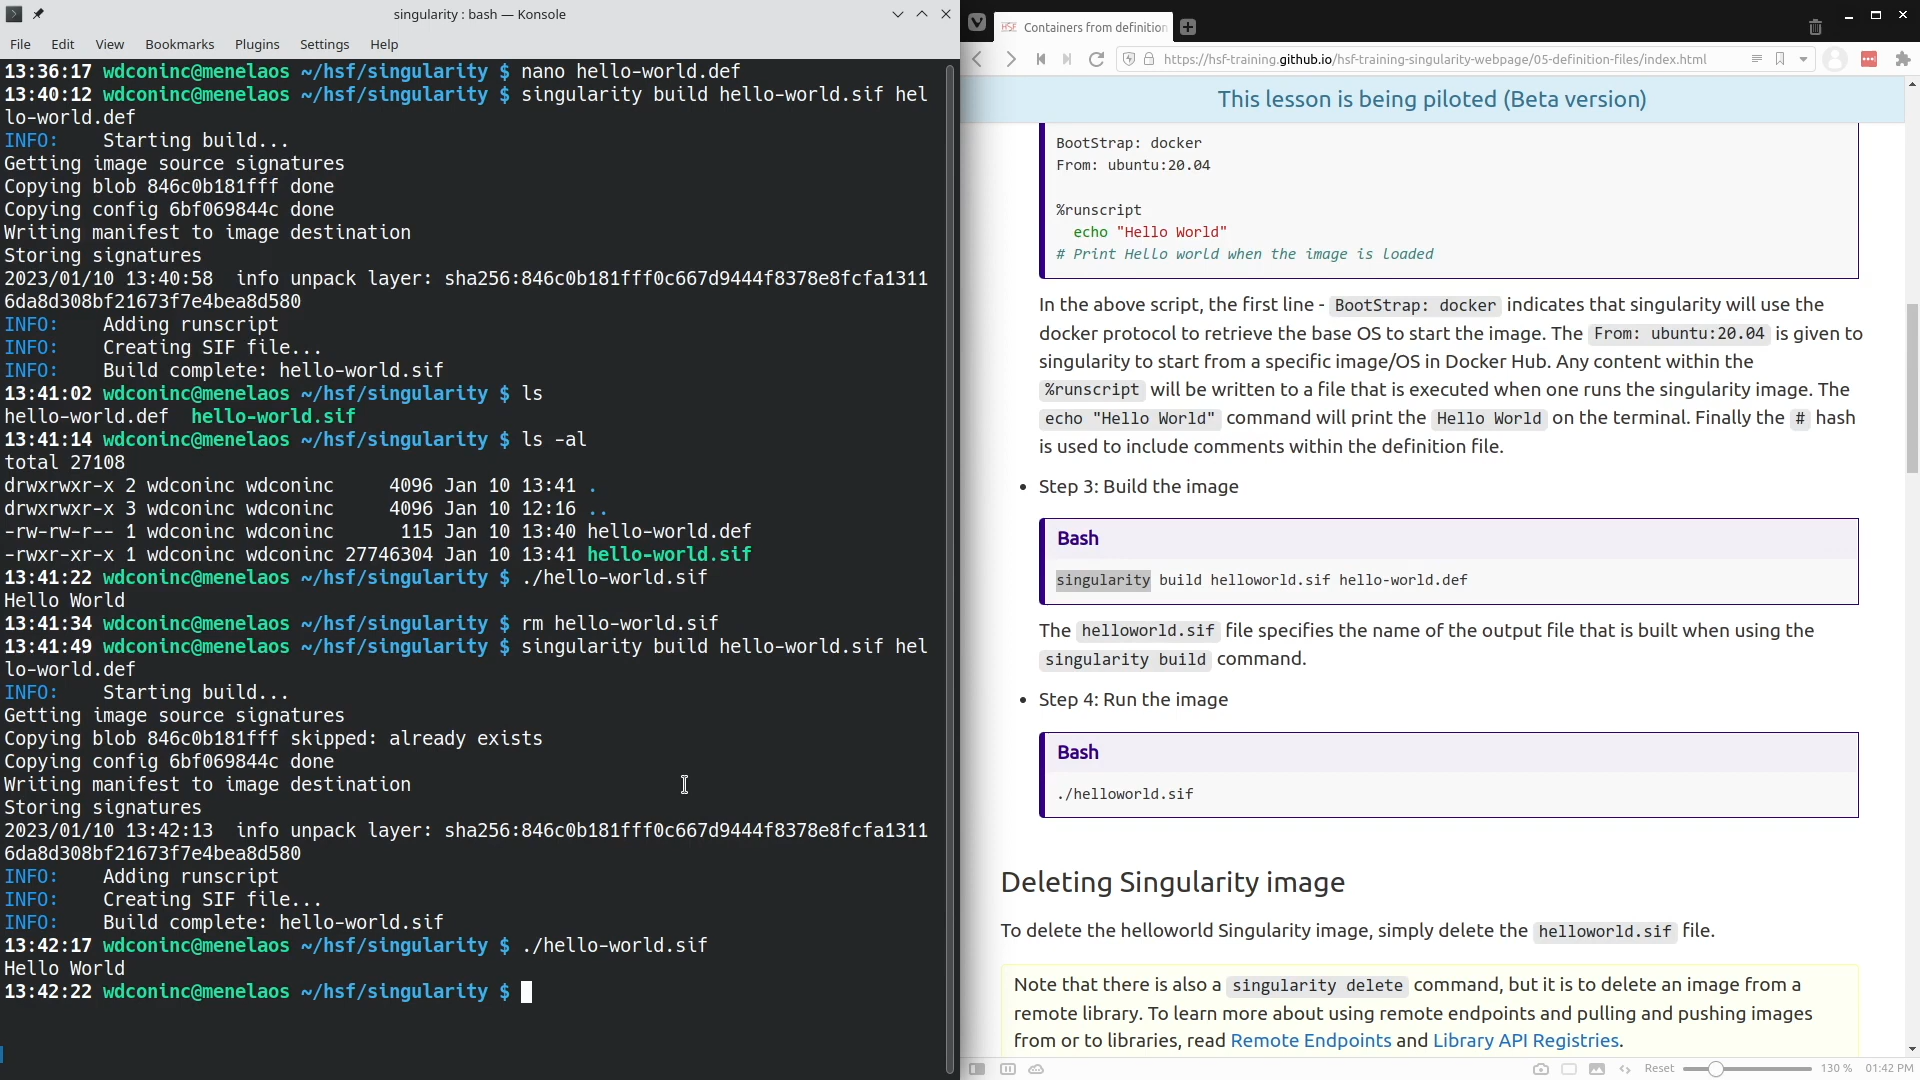 singularity : bash — Konsole
File Edit View Bookmarks Plugins Settings Help
13:36:17 wdconinc@menelaos ~/hsf/singularity $ nano hello-world.def
13:40:12 wdconinc@menelaos ~/hsf/singularity $ singularity build hello-world.sif hel
lo-world.def
INFO:    Starting build...
Getting image source signatures
Copying blob 846c0b181fff done
Copying config 6bf069844c done
Writing manifest to image destination
Storing signatures
2023/01/10 13:40:58  info unpack layer: sha256:846c0b181fff0c667d9444f8378e8fcfa1311
6da8d308bf21673f7e4bea8d580
INFO:    Adding runscript
INFO:    Creating SIF file...
INFO:    Build complete: hello-world.sif
13:41:02 wdconinc@menelaos ~/hsf/singularity $ ls
hello-world.def  hello-world.sif
13:41:14 wdconinc@menelaos ~/hsf/singularity $ ls -al
total 27108
drwxrwxr-x 2 wdconinc wdconinc     4096 Jan 10 13:41 .
drwxrwxr-x 3 wdconinc wdconinc     4096 Jan 10 12:16 ..
-rw-rw-r-- 1 wdconinc wdconinc      115 Jan 10 13:40 hello-world.def
-rwxr-xr-x 1 wdconinc wdconinc 27746304 Jan 10 13:41 hello-world.sif
13:41:22 wdconinc@menelaos ~/hsf/singularity $ ./hello-world.sif
Hello World
13:41:34 wdconinc@menelaos ~/hsf/singularity $ rm hello-world.sif
13:41:49 wdconinc@menelaos ~/hsf/singularity $ singularity build hello-world.sif hel
lo-world.def
INFO:    Starting build...
Getting image source signatures
Copying blob 846c0b181fff skipped: already exists
Copying config 6bf069844c done
Writing manifest to image destination
Storing signatures
2023/01/10 13:42:13  info unpack layer: sha256:846c0b181fff0c667d9444f8378e8fcfa1311
6da8d308bf21673f7e4bea8d580
INFO:    Adding runscript
INFO:    Creating SIF file...
INFO:    Build complete: hello-world.sif
13:42:17 wdconinc@menelaos ~/hsf/singularity $ ./hello-world.sif
Hello World
13:42:22 wdconinc@menelaos ~/hsf/singularity $
HSF Containers from definition
https://hsf-training.github.io/hsf-training-singularity-webpage/05-definition-files/index.html
This lesson is being piloted (Beta version)
BootStrap: docker
From: ubuntu:20.04
%runscript
echo "Hello World"
# Print Hello world when the image is loaded
In the above script, the first line - BootStrap: docker indicates that singularity will use the
docker protocol to retrieve the base OS to start the image. The From: ubuntu:20.04 is given to
singularity to start from a specific image/OS in Docker Hub. Any content within the
%runscript will be written to a file that is executed when one runs the singularity image. The
echo "Hello World" command will print the Hello World on the terminal. Finally the # hash
is used to include comments within the definition file.
• Step 3: Build the image
Bash
singularity build helloworld.sif hello-world.def
The helloworld.sif file specifies the name of the output file that is built when using the
singularity build command.
• Step 4: Run the image
Bash
./helloworld.sif
Deleting Singularity image
To delete the helloworld Singularity image, simply delete the helloworld.sif file.
Note that there is also a singularity delete command, but it is to delete an image from a
remote library. To learn more about using remote endpoints and pulling and pushing images
from or to libraries, read Remote Endpoints and Library API Registries.
Reset 130 % 01:42 PM